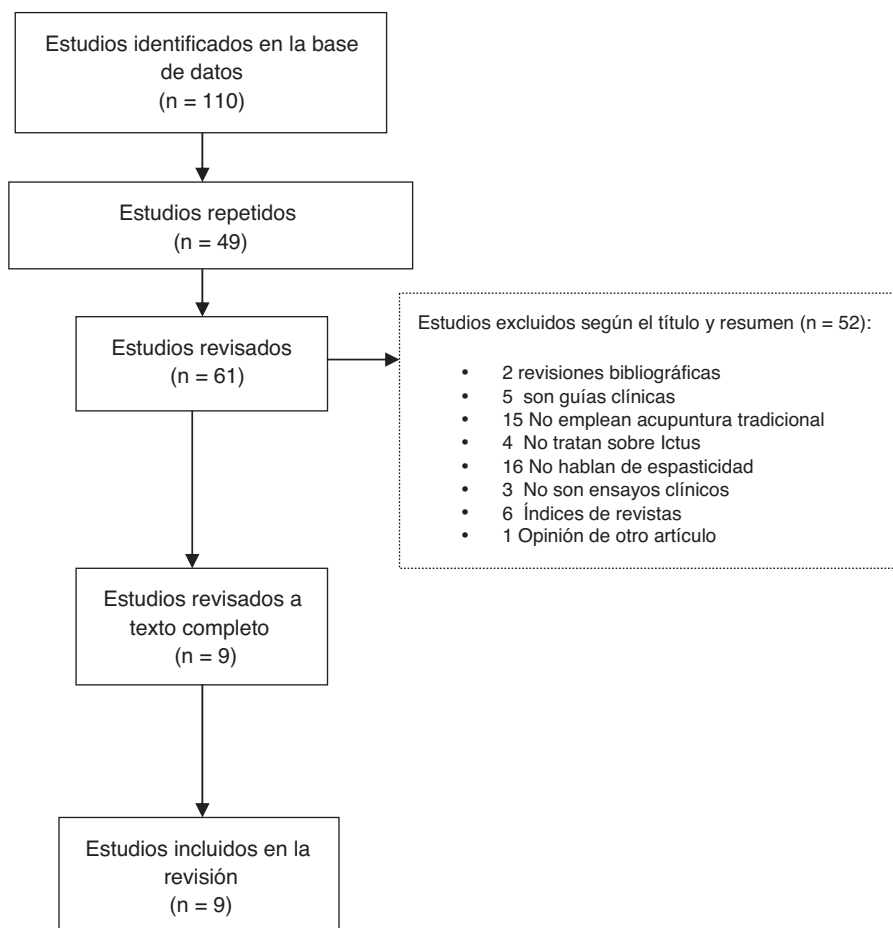 Estudios identificados en la base
de datos
(n = 110)
Estudios repetidos
(n = 49)
Estudios revisados
(n = 61)
Estudios excluidos según el título y resumen (n = 52):
• 2 revisiones bibliográficas
• 5 son guías clínicas
• 15 No emplean acupuntura tradicional
• 4 No tratan sobre Ictus
• 16 No hablan de espasticidad
• 3 No son ensayos clínicos
• 6 Índices de revistas
• 1 Opinión de otro artículo
Estudios revisados a
texto completo
(n = 9)
Estudios incluidos en la
revisión
(n = 9)